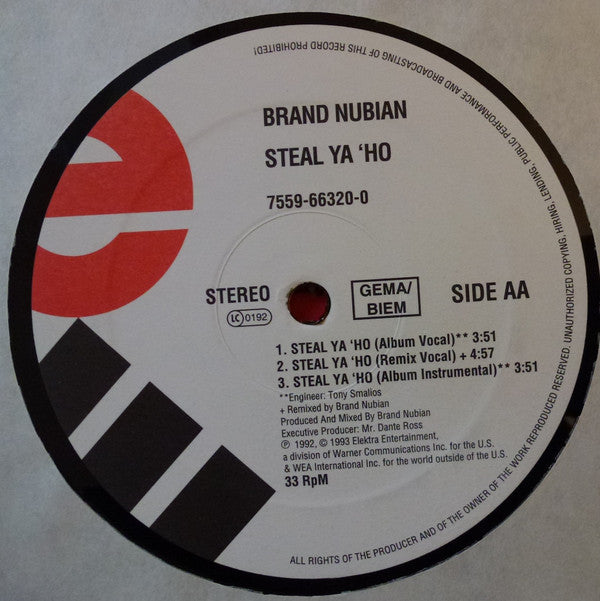 BRAND NUBIAN
STEAL YA ‘HO
7559-66320-0
STEREO
LC 0192
GEMA/
BIEM
SIDE AA
1. STEAL YA ‘HO (Album Vocal)** 3:51
2. STEAL YA ‘HO (Remix Vocal) + 4:57
3. STEAL YA ‘HO (Album Instrumental)** 3:51
**Engineer: Tony Smalios
+ Remixed by Brand Nubian
Produced And Mixed By Brand Nubian
Executive Producer: Mr. Dante Ross
℗ 1992, © 1993 Elektra Entertainment,
a division of Warner Communications Inc. for the U.S.
& WEA International Inc. for the world outside of the U.S.
33 RpM
ALL RIGHTS OF THE PRODUCER AND OF THE OWNER OF THE WORK REPRODUCED RESERVED. UNAUTHORIZED COPYING, HIRING, LENDING, PUBLIC PERFORMANCE AND BROADCASTING OF THIS RECORD PROHIBITED!
e